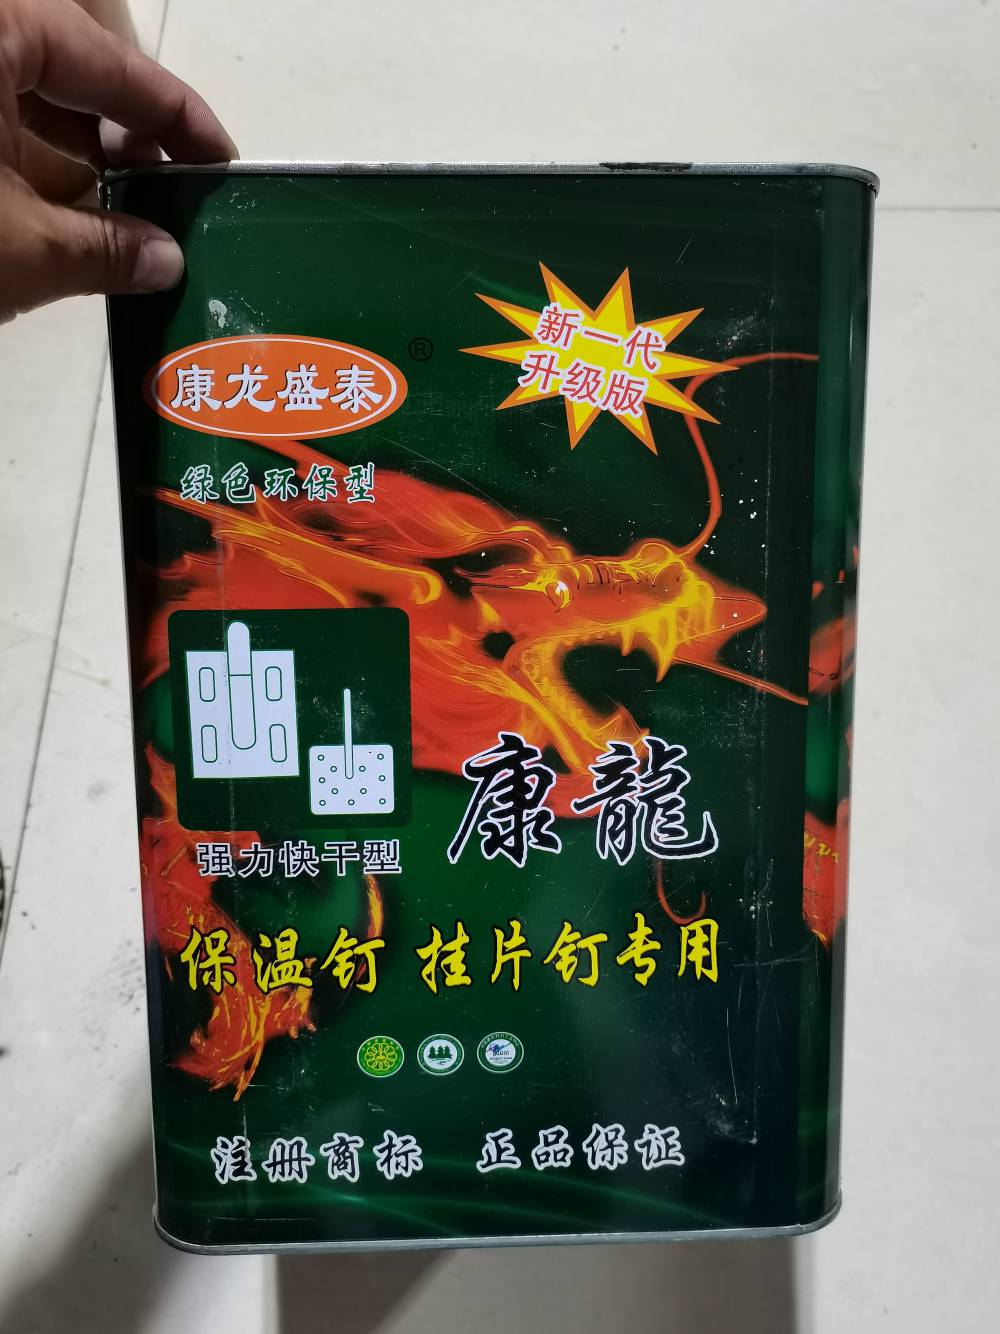 新一代
升级版
康龙盛泰
®
绿色环保型
康龍
强力快干型
保温钉 挂片钉专用
注册商标 正品保证